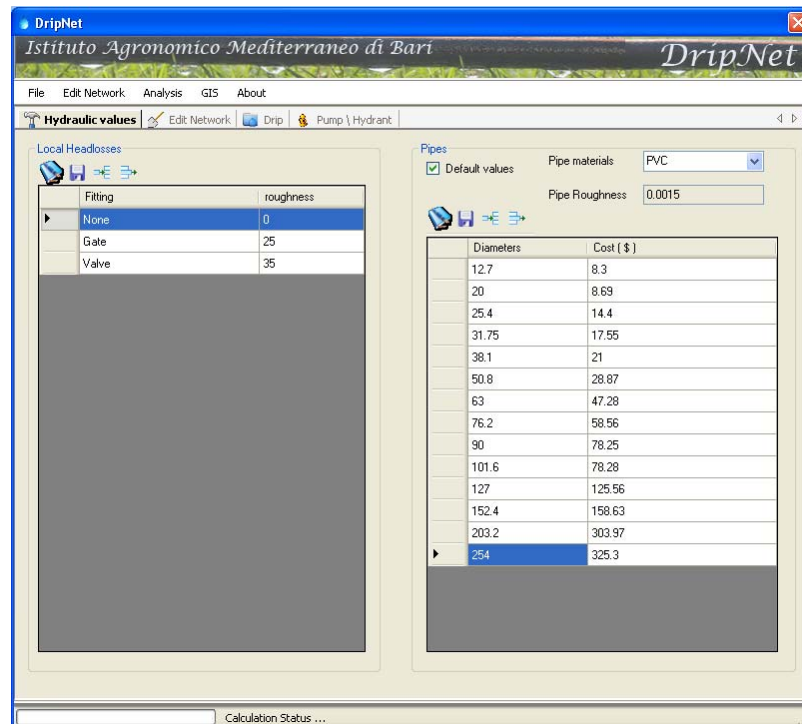 DripNet
Istituto Agronomico Mediterraneo di Bari
DripNet
File Edit Network Analysis GIS About
Hydraulic values Edit Network Drip Pump \ Hydrant
Local Headlosses
Fitting roughness
None 0
Gate 25
Valve 35
Pipes
Default values
Pipe materials PVC
Pipe Roughness 0.0015
Diameters Cost ( $ )
12.7 8.3
20 8.69
25.4 14.4
31.75 17.55
38.1 21
50.8 28.87
63 47.28
76.2 58.56
90 78.25
101.6 78.28
127 125.56
152.4 158.63
203.2 303.97
254 325.3
Calculation Status ...